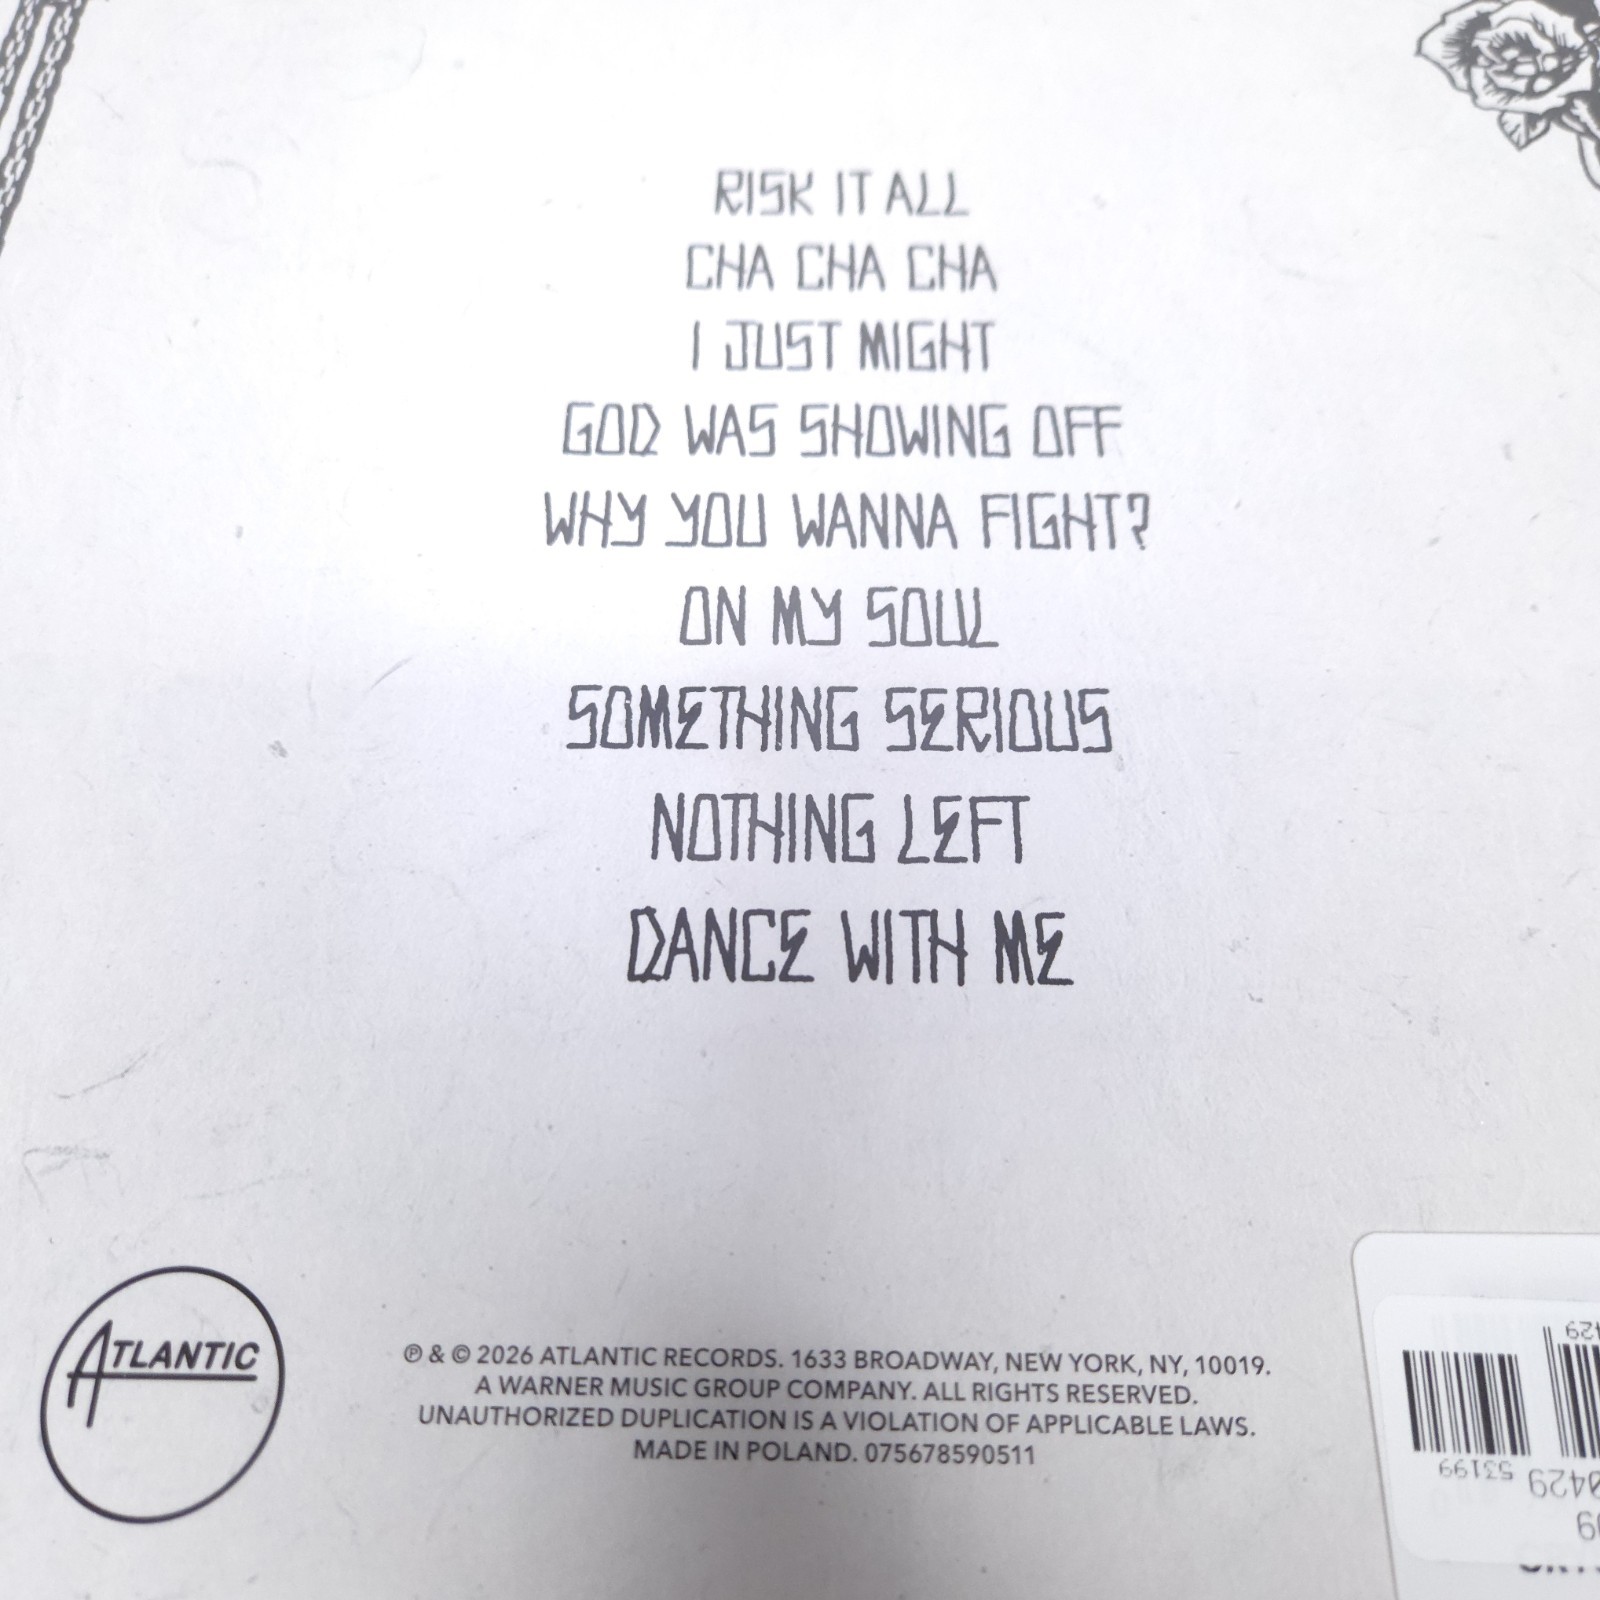 RISK IT ALL
CHA CHA CHA
I JUST MIGHT
GOD WAS SHOWING OFF
WHY YOU WANNA FIGHT?
ON MY SOUL
SOMETHING SERIOUS
NOTHING LEFT
DANCE WITH ME
ATLANTIC
℗ & © 2026 ATLANTIC RECORDS. 1633 BROADWAY, NEW YORK, NY, 10019.
A WARNER MUSIC GROUP COMPANY. ALL RIGHTS RESERVED.
UNAUTHORIZED DUPLICATION IS A VIOLATION OF APPLICABLE LAWS.
MADE IN POLAND. 075678590511
53199